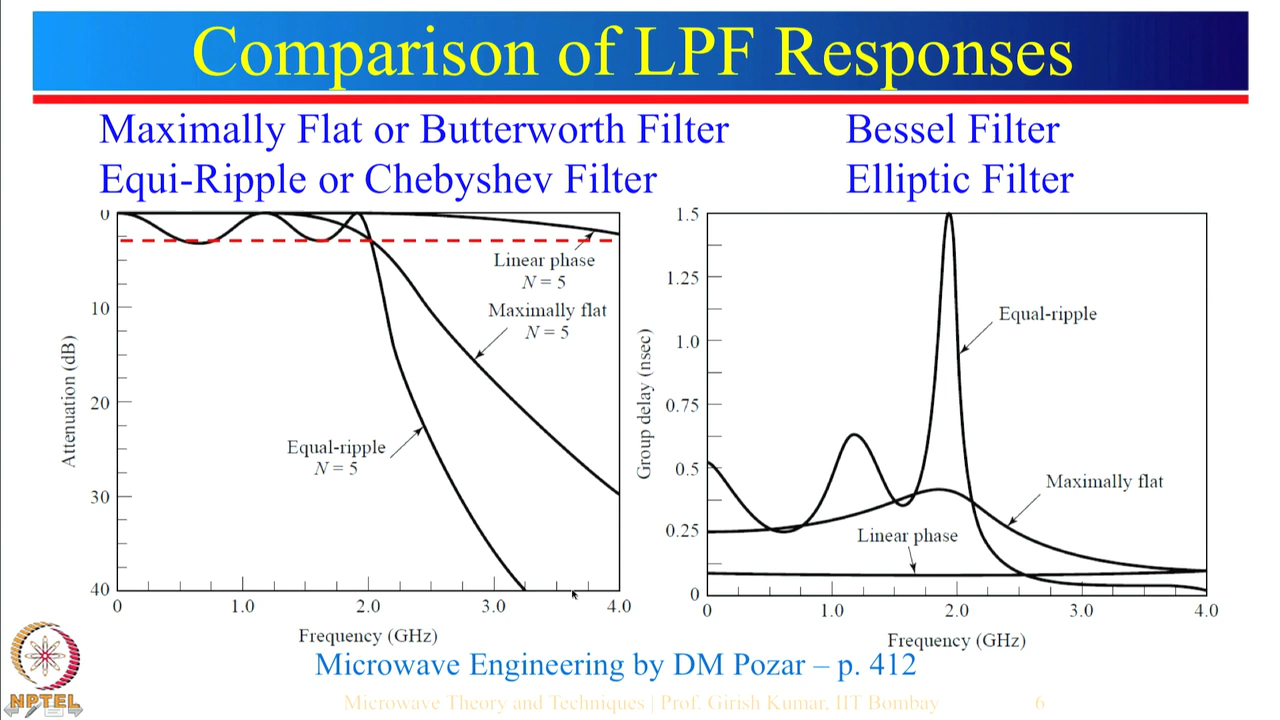 Comparison of LPF Responses
Maximally Flat or Butterworth Filter
Equi-Ripple or Chebyshev Filter
Bessel Filter
Elliptic Filter
0
10
20
30
40
Attenuation (dB)
Linear phase
N = 5
Maximally flat
N = 5
Equal-ripple
N = 5
0
1.0
2.0
3.0
4.0
Frequency (GHz)
1.5
1.25
1.0
0.75
0.5
0.25
0
Group delay (nsec)
Equal-ripple
Maximally flat
Linear phase
0
1.0
2.0
3.0
4.0
Frequency (GHz)
Microwave Engineering by DM Pozar – p. 412
NPTEL
Microwave Theory and Techniques | Prof. Girish Kumar, IIT Bombay
6